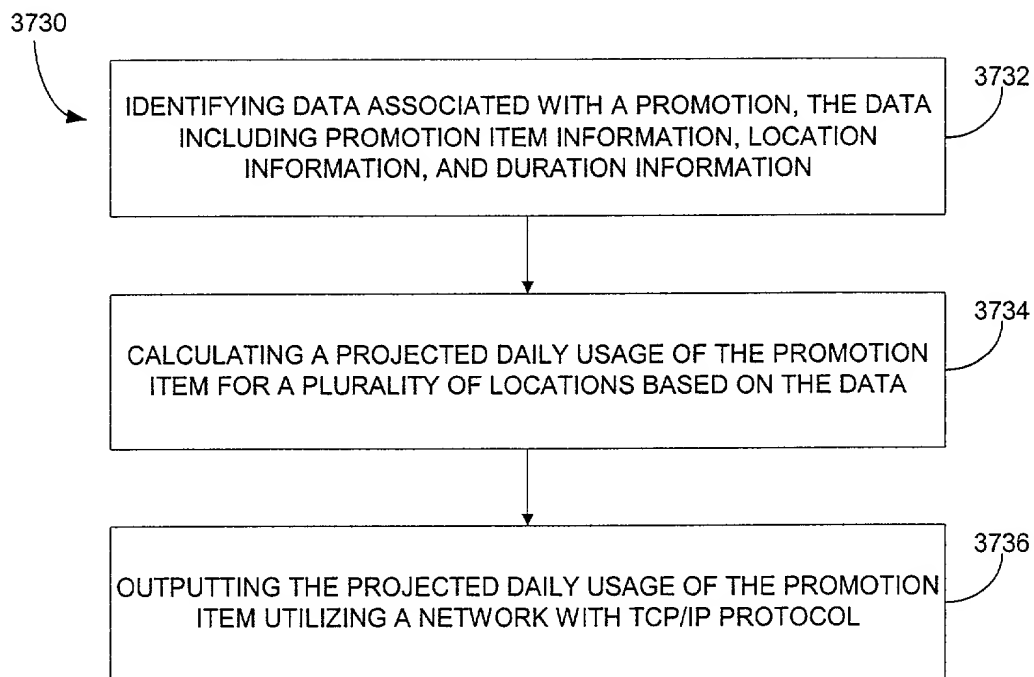 3730
3732
IDENTIFYING DATA ASSOCIATED WITH A PROMOTION, THE DATA
INCLUDING PROMOTION ITEM INFORMATION, LOCATION
INFORMATION, AND DURATION INFORMATION
3734
CALCULATING A PROJECTED DAILY USAGE OF THE PROMOTION
ITEM FOR A PLURALITY OF LOCATIONS BASED ON THE DATA
3736
OUTPUTTING THE PROJECTED DAILY USAGE OF THE PROMOTION
ITEM UTILIZING A NETWORK WITH TCP/IP PROTOCOL